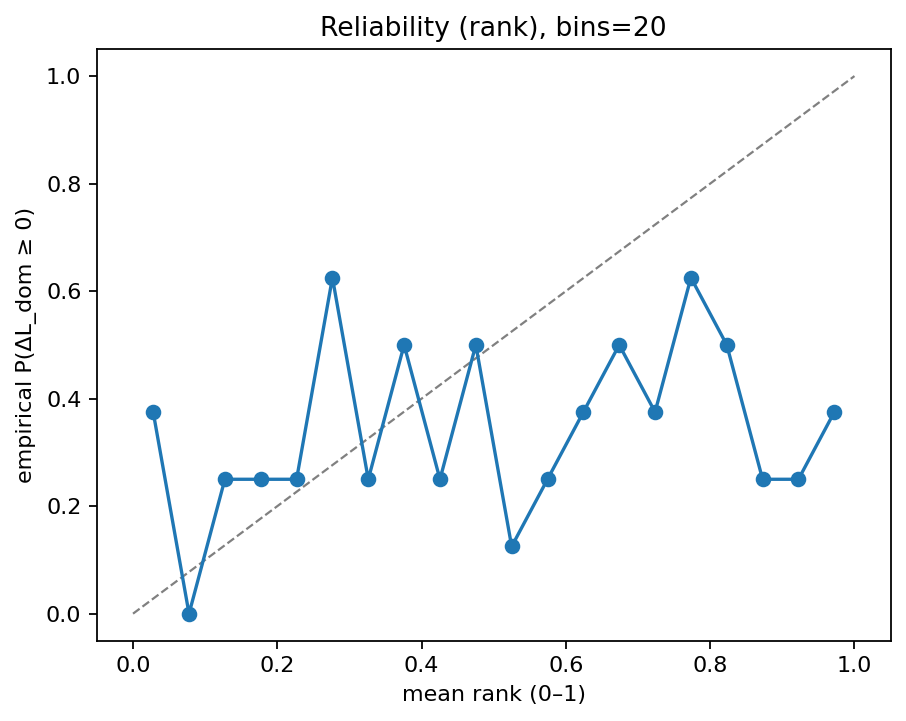 Reliability (rank), bins=20
empirical P(ΔL_dom ≥ 0)
1.0
0.8
0.6
0.4
0.2
0.0
0.0 0.2 0.4 0.6 0.8 1.0
mean rank (0–1)